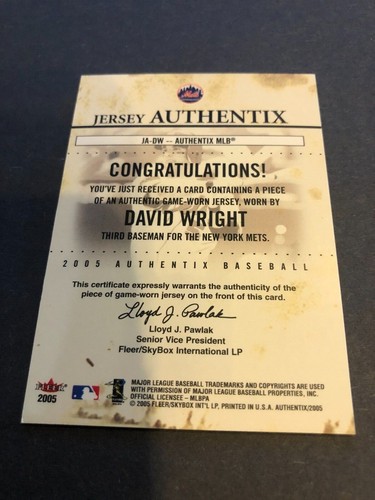 Mets
JERSEY AUTHENTIX
JA-DW -- AUTHENTIX MLB®
CONGRATULATIONS!
YOU'VE JUST RECEIVED A CARD CONTAINING A PIECE
OF AN AUTHENTIC GAME-WORN JERSEY, WORN BY
DAVID WRIGHT
THIRD BASEMAN FOR THE NEW YORK METS.
2005 AUTHENTIX BASEBALL
This certificate expressly warrants the authenticity of the
piece of game-worn jersey on the front of this card.
Lloyd J. Pawlak
Lloyd J. Pawlak
Senior Vice President
Fleer/SkyBox International LP
Fleer
2005
MAJOR LEAGUE BASEBALL TRADEMARKS AND COPYRIGHTS ARE USED
WITH PERMISSION OF MAJOR LEAGUE BASEBALL PROPERTIES, INC.
OFFICIAL LICENSEE - MLBPA
© 2005 FLEER/SKYBOX INT'L LP, PRINTED IN U.S.A. AUTHENTIX/2005